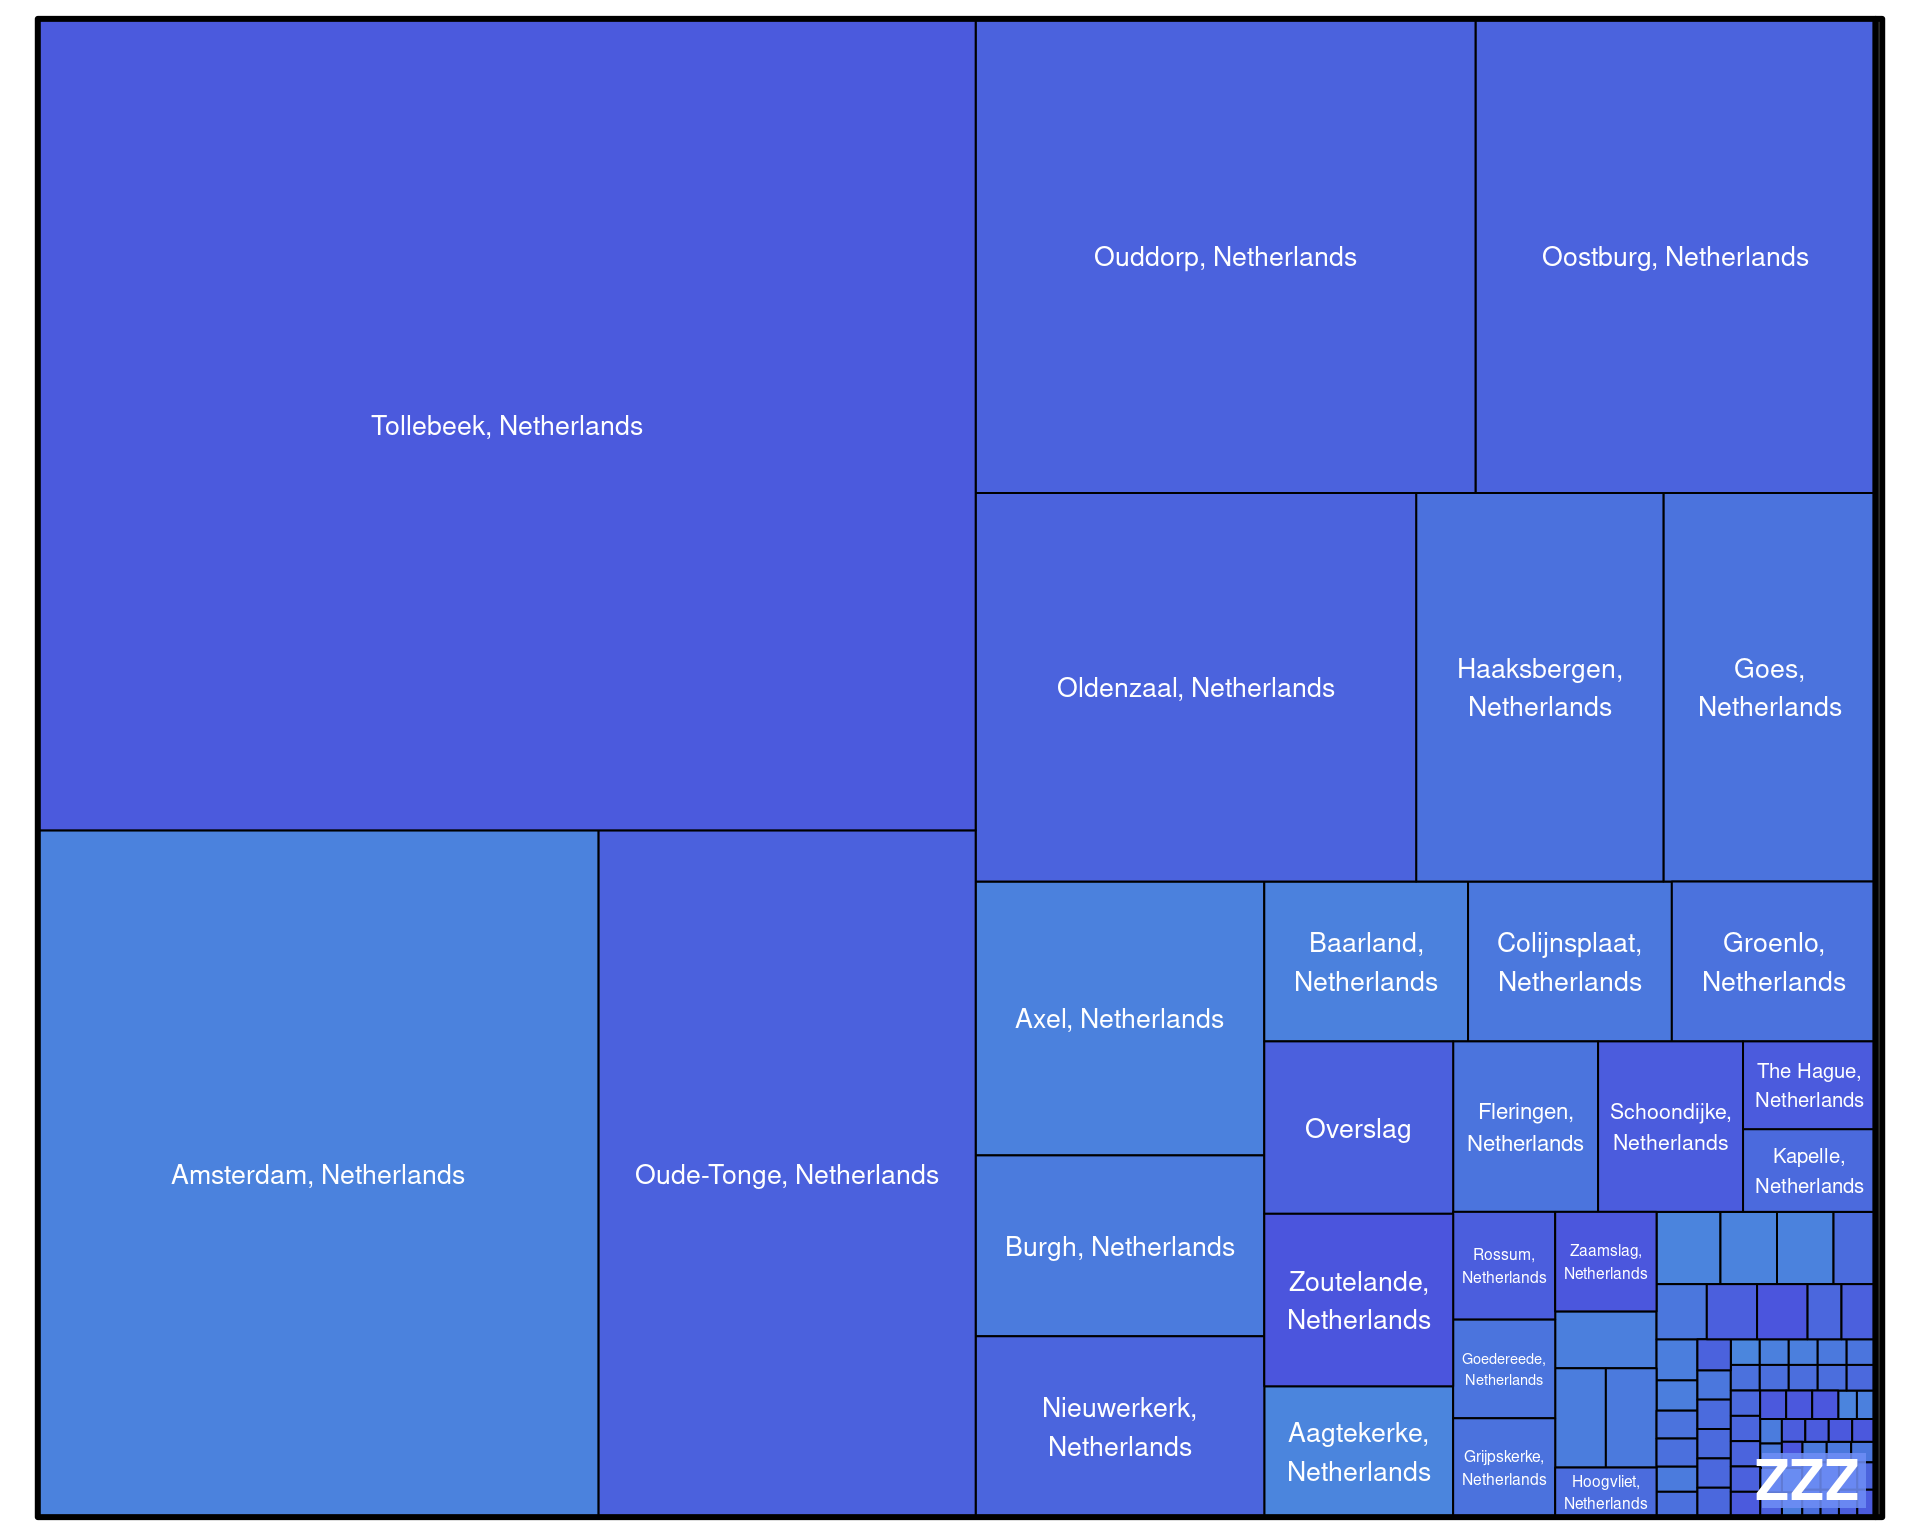 Tollebeek, Netherlands
Ouddorp, Netherlands
Oostburg, Netherlands
Oldenzaal, Netherlands
Haaksbergen,
Netherlands
Goes,
Netherlands
Amsterdam, Netherlands
Oude-Tonge, Netherlands
Axel, Netherlands
Burgh, Netherlands
Nieuwerkerk,
Netherlands
Baarland,
Netherlands
Colijnsplaat,
Netherlands
Groenlo,
Netherlands
Overslag
Zoutelande,
Netherlands
Aagtekerke,
Netherlands
Fleringen,
Netherlands
Schoondijke,
Netherlands
The Hague,
Netherlands
Kapelle,
Netherlands
Rossum,
Netherlands
Goedereede,
Netherlands
Grijpskerke,
Netherlands
Zaamslag,
Netherlands
Hoogvliet,
Netherlands
ZZZ